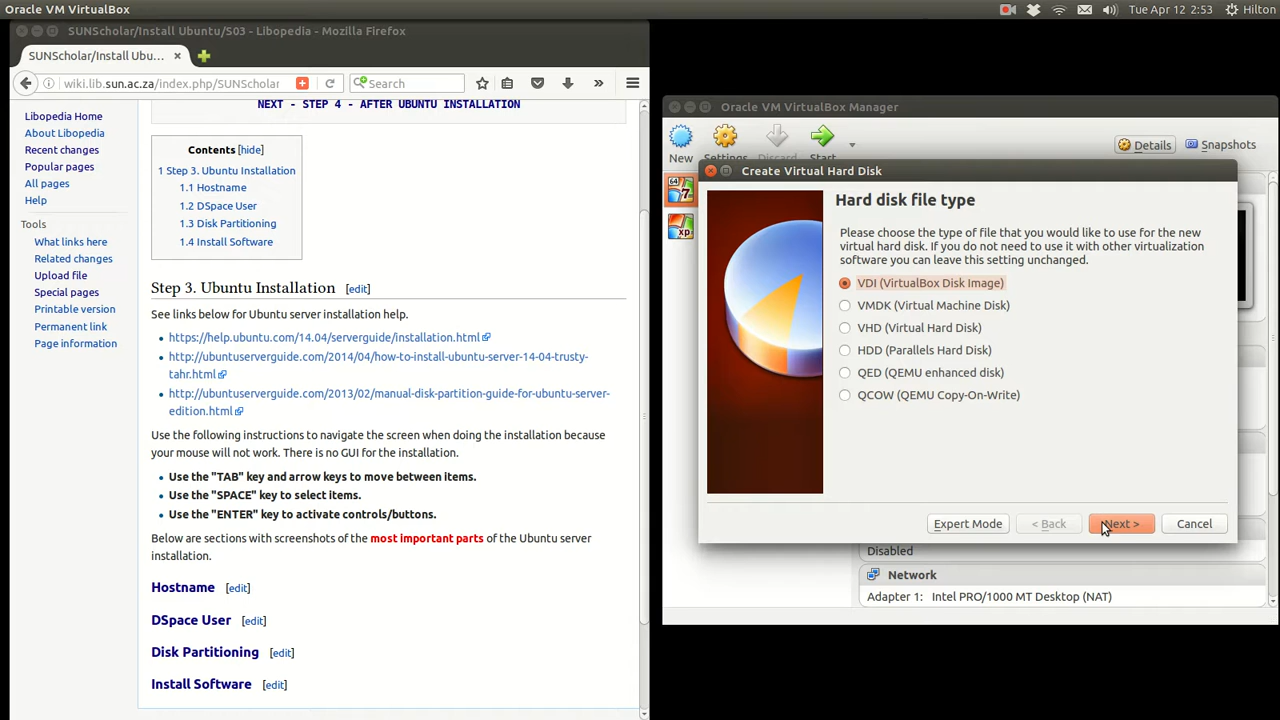 Oracle VM VirtualBox
Tue Apr 12 2:53
Hilton
SUNScholar/Install Ubuntu/S03 - Libopedia - Mozilla Firefox
SUNScholar/Install Ubu...
wiki.lib.sun.ac.za/index.php/SUNScholar
Search
Libopedia Home
About Libopedia
Recent changes
Popular pages
All pages
Help
Tools
What links here
Related changes
Upload file
Special pages
Printable version
Permanent link
Page information
NEXT - STEP 4 - AFTER UBUNTU INSTALLATION
Contents [hide]
1 Step 3. Ubuntu Installation
1.1 Hostname
1.2 DSpace User
1.3 Disk Partitioning
1.4 Install Software
Step 3. Ubuntu Installation [edit]
See links below for Ubuntu server installation help.
https://help.ubuntu.com/14.04/serverguide/installation.html
http://ubuntuserverguide.com/2014/04/how-to-install-ubuntu-server-14-04-trusty-
tahr.html
http://ubuntuserverguide.com/2013/02/manual-disk-partition-guide-for-ubuntu-server-
edition.html
Use the following instructions to navigate the screen when doing the installation because
your mouse will not work. There is no GUI for the installation.
Use the "TAB" key and arrow keys to move between items.
Use the "SPACE" key to select items.
Use the "ENTER" key to activate controls/buttons.
Below are sections with screenshots of the most important parts of the Ubuntu server
installation.
Hostname [edit]
DSpace User [edit]
Disk Partitioning [edit]
Install Software [edit]
Oracle VM VirtualBox Manager
New Settings Discard Start
Details
Snapshots
64
7
xp
Create Virtual Hard Disk
Hard disk file type
Please choose the type of file that you would like to use for the new
virtual hard disk. If you do not need to use it with other virtualization
software you can leave this setting unchanged.
VDI (VirtualBox Disk Image)
VMDK (Virtual Machine Disk)
VHD (Virtual Hard Disk)
HDD (Parallels Hard Disk)
QED (QEMU enhanced disk)
QCOW (QEMU Copy-On-Write)
Expert Mode
< Back
Next >
Cancel
Disabled
Network
Adapter 1: Intel PRO/1000 MT Desktop (NAT)